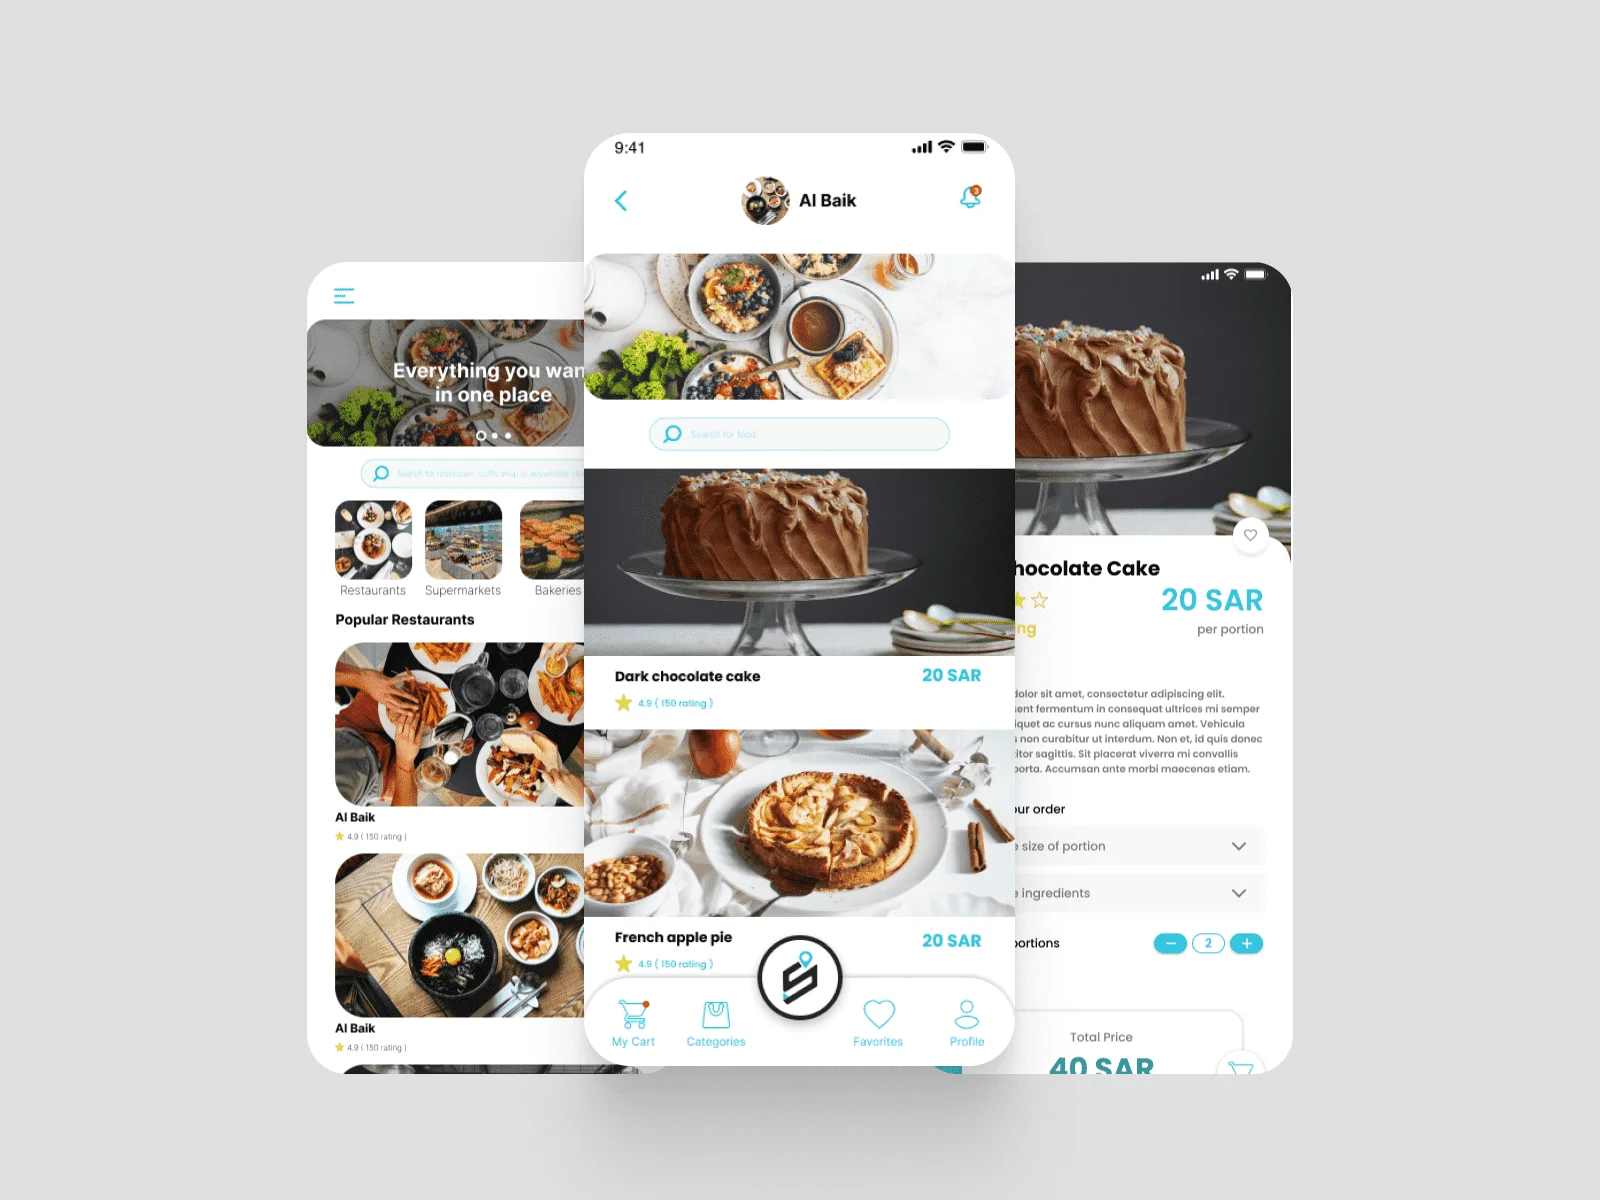 Everything you wan
in one place
Search for restaurant, coffe shop or anywhere
Restaurants
Supermarkets
Bakeries
Popular Restaurants
Al Baik
4.9 ( 150 rating )
Al Baik
4.9 ( 150 rating )
9:41
Al Baik
3
Search for food
Dark chocolate cake
20 SAR
4.9 ( 150 rating )
French apple pie
20 SAR
4.9 ( 150 rating )
My Cart
Categories
Favorites
Profile
hocolate Cake
20 SAR
ng
per portion
dolor sit amet, consectetur adipiscing elit.
sent fermentum in consequat ultrices mi semper
iquet ac cursus nunc aliquam amet. Vehicula
s non curabitur ut interdum. Non et, id quis donec
itor sagittis. Sit placerat viverra mi convallis
porta. Accumsan ante morbi maecenas etiam.
our order
e size of portion
e ingredients
portions
2
Total Price
40 SAR